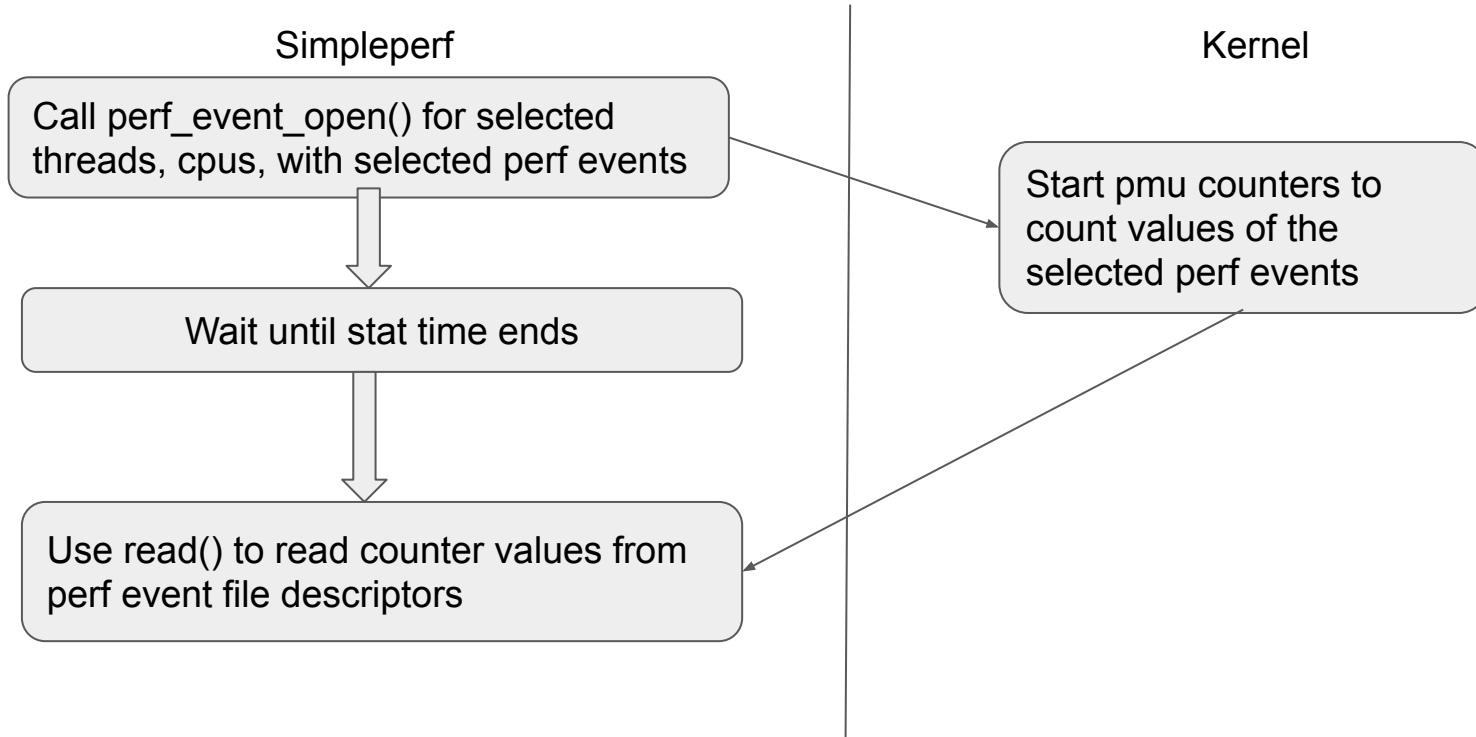 Simpleperf
Kernel
Call perf_event_open() for selected
threads, cpus, with selected perf events
Start pmu counters to
count values of the
selected perf events
Wait until stat time ends
Use read() to read counter values from
perf event file descriptors